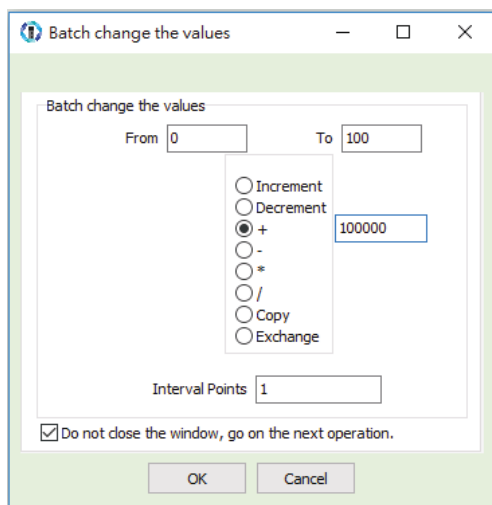 Batch change the values
Batch change the values
From 0 To 100
Increment
Decrement
+ 100000
-
*
/
Copy
Exchange
Interval Points 1
Do not close the window, go on the next operation.
OK Cancel